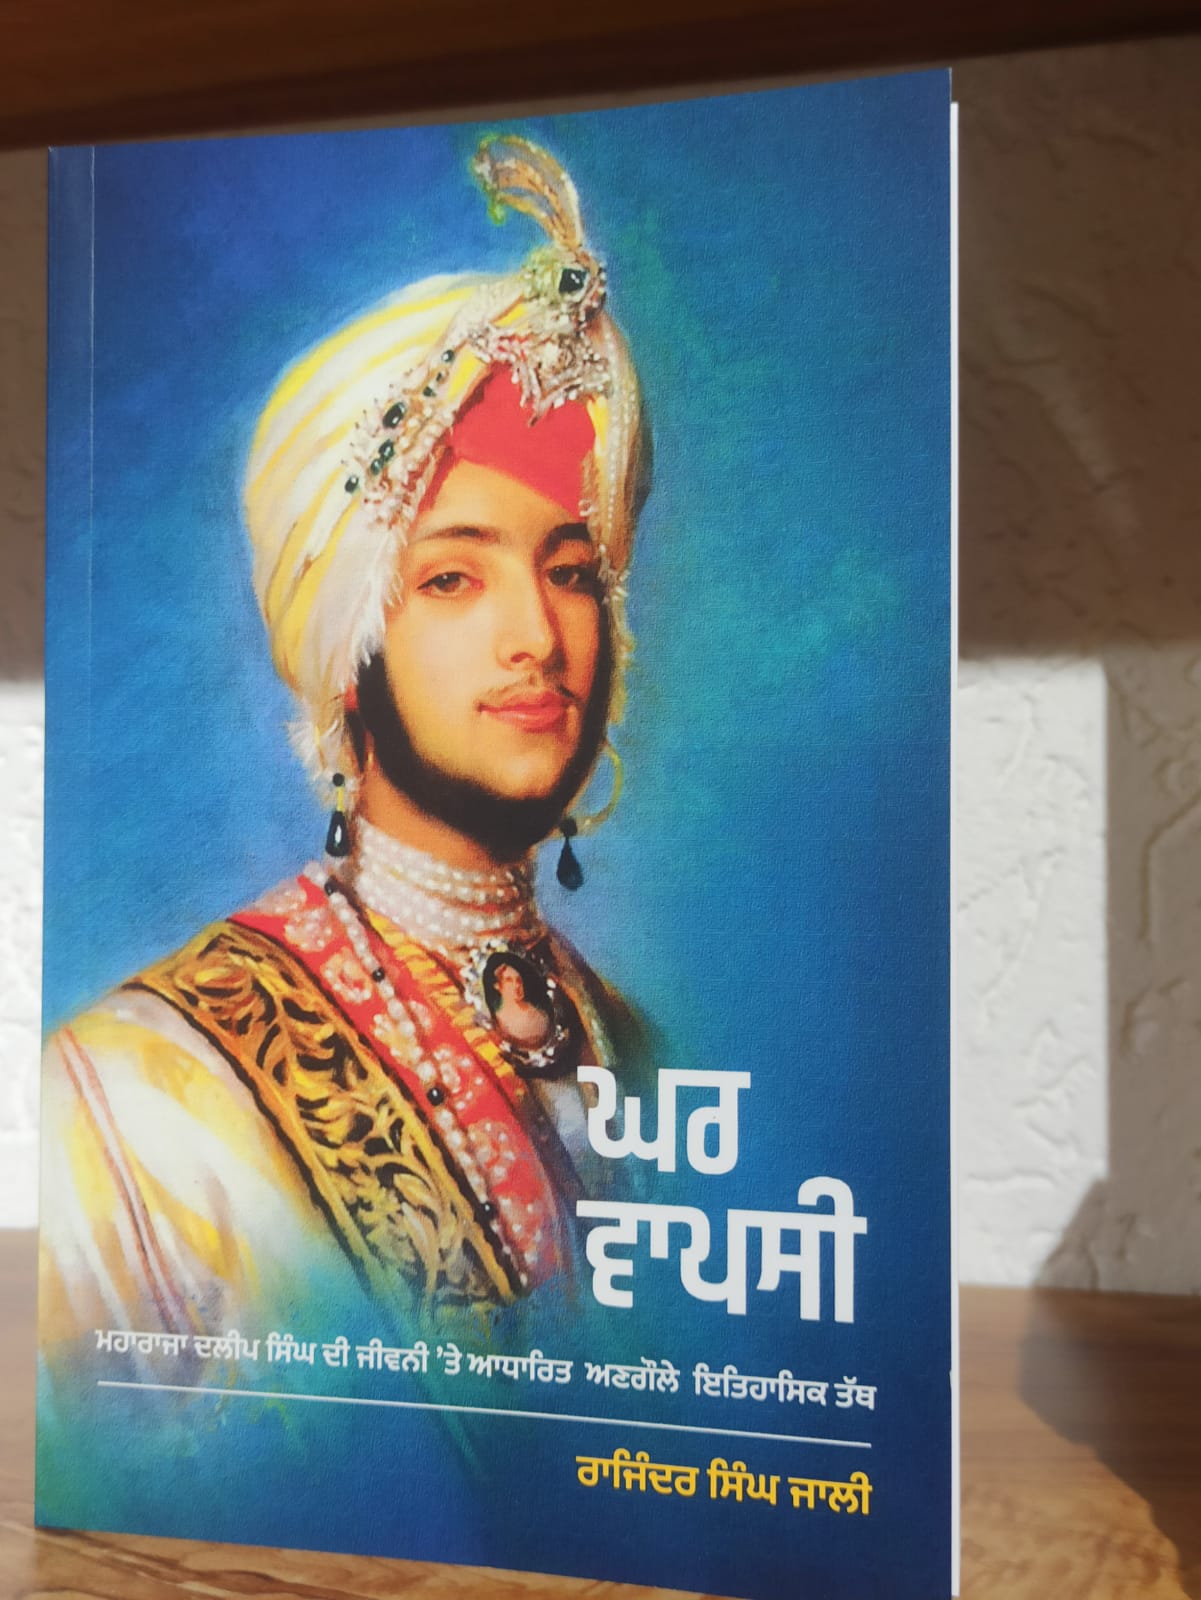 ਘਰ
ਵਾਪਸੀ
ਮਹਾਰਾਜਾ ਦਲੀਪ ਸਿੰਘ ਦੀ ਜੀਵਨੀ ’ਤੇ ਆਧਾਰਿਤ ਅਣਗੌਲੇ ਇਤਿਹਾਸਿਕ ਤੱਥ
ਰਾਜਿੰਦਰ ਸਿੰਘ ਜਾਲੀ